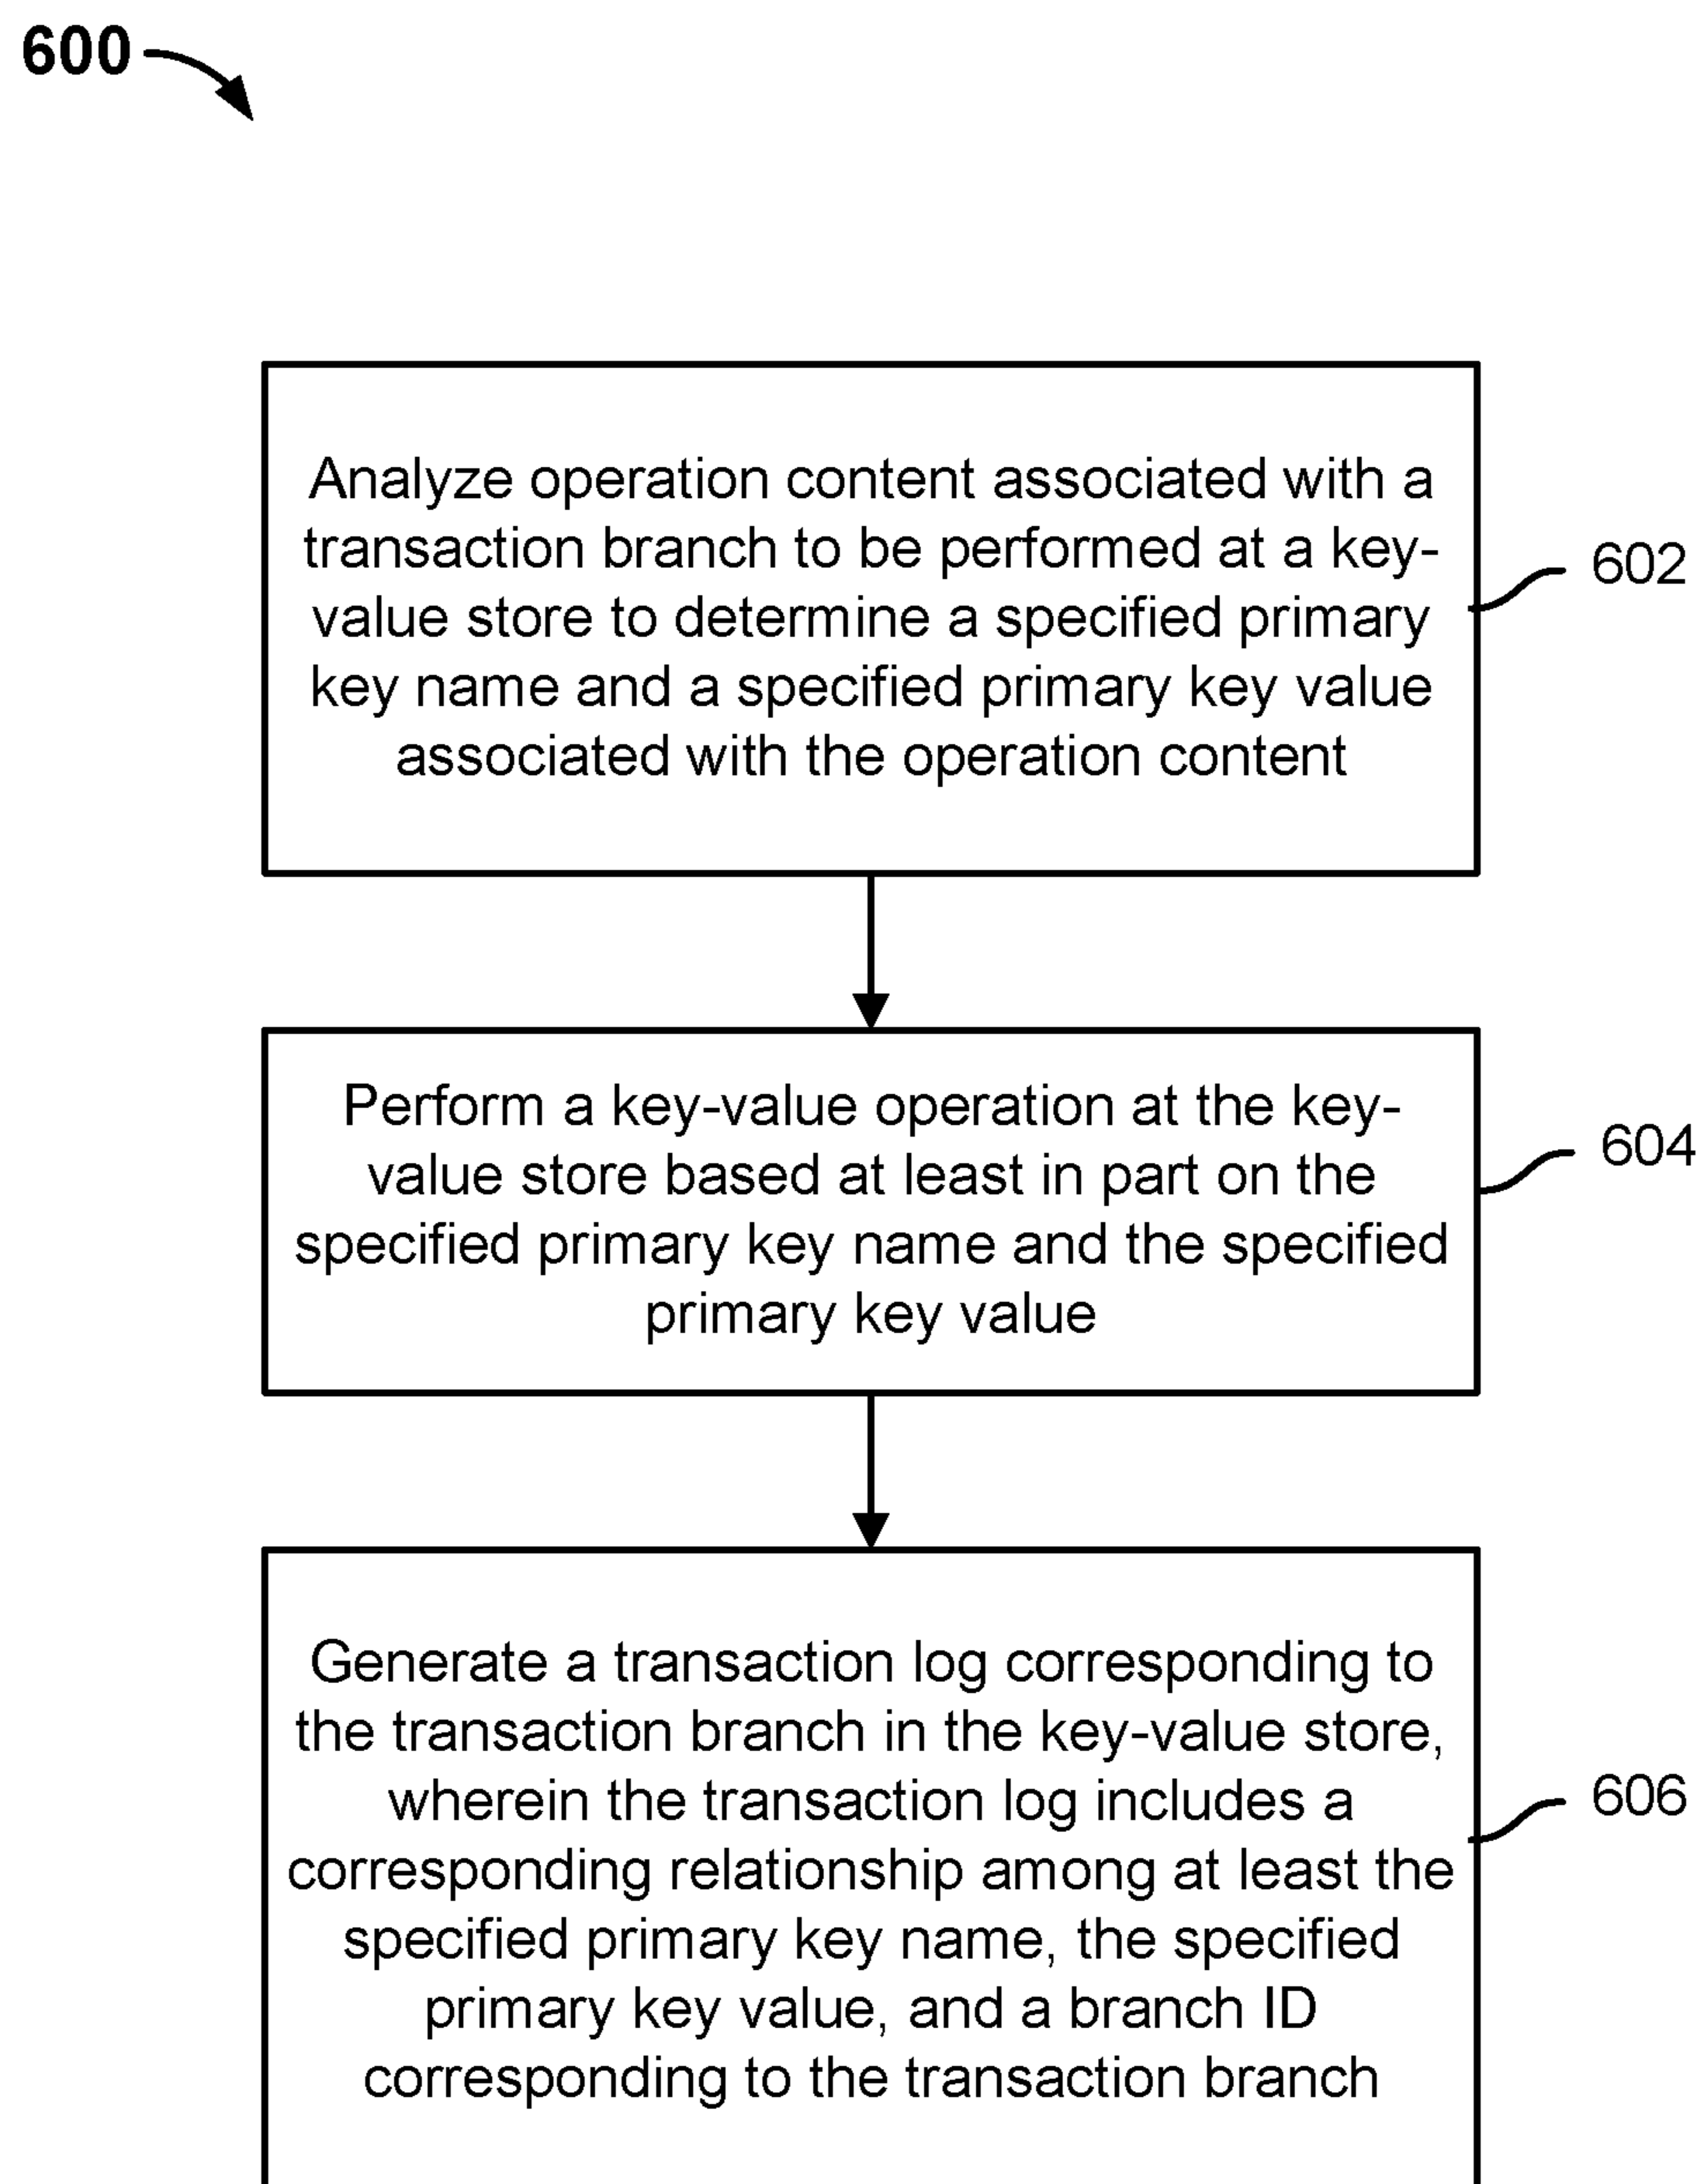 600
Analyze operation content associated with a
transaction branch to be performed at a key-
value store to determine a specified primary
key name and a specified primary key value
associated with the operation content
602
Perform a key-value operation at the key-
value store based at least in part on the
specified primary key name and the specified
primary key value
604
Generate a transaction log corresponding to
the transaction branch in the key-value store,
wherein the transaction log includes a
corresponding relationship among at least the
specified primary key name, the specified
primary key value, and a branch ID
corresponding to the transaction branch
606